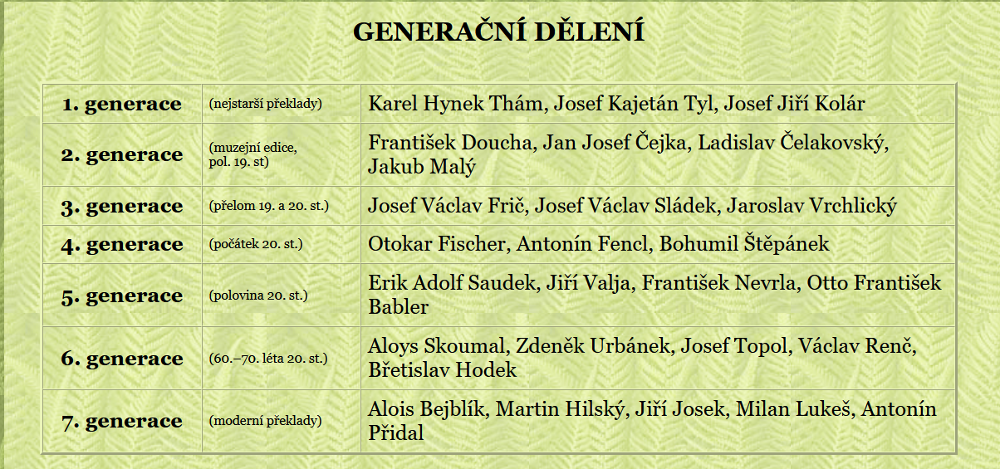 GENERAČNÍ DĚLENÍ
1. generace (nejstarší překlady) Karel Hynek Thám, Josef Kajetán Tyl, Josef Jiří Kolár
2. generace (muzejní edice,
pol. 19. st) František Doucha, Jan Josef Čejka, Ladislav Čelakovský,
Jakub Malý
3. generace (přelom 19. a 20. st.) Josef Václav Frič, Josef Václav Sládek, Jaroslav Vrchlický
4. generace (počátek 20. st.) Otokar Fischer, Antonín Fencl, Bohumil Štěpánek
5. generace (polovina 20. st.) Erik Adolf Saudek, Jiří Valja, František Nevrla, Otto František
Babler
6. generace (60.–70. léta 20. st.) Aloys Skoumal, Zdeněk Urbánek, Josef Topol, Václav Renč,
Břetislav Hodek
7. generace (moderní překlady) Alois Bejblík, Martin Hilský, Jiří Josek, Milan Lukeš, Antonín
Přidal